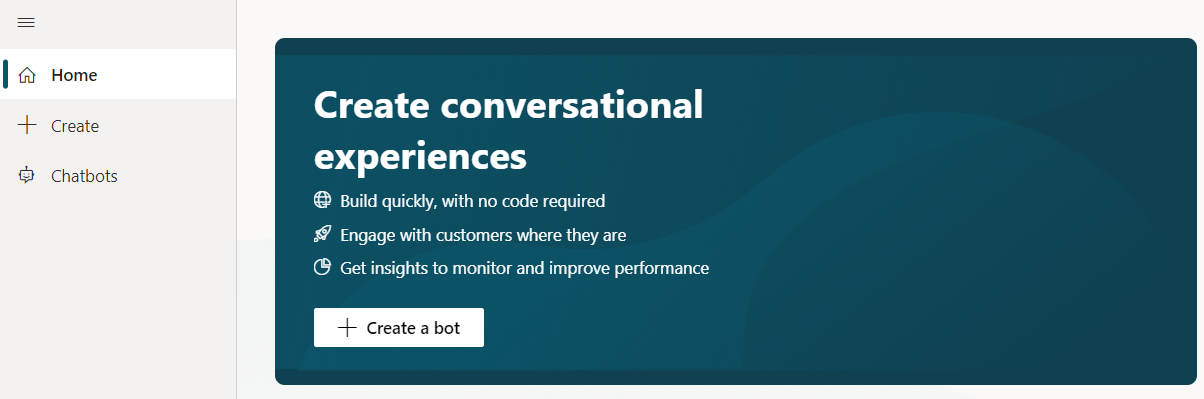 Home
Create
Chatbots
Create conversational
experiences
Build quickly, with no code required
Engage with customers where they are
Get insights to monitor and improve performance
Create a bot